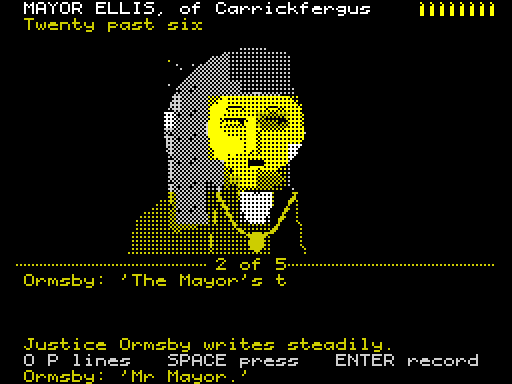 MAYOR ELLIS, of Carrickfergus
Twenty past six
2 of 5
Ormsby: 'The Mayor's t
Justice Ormsby writes steadily.
O P lines   SPACE press   ENTER record
Ormsby: 'Mr Mayor.'